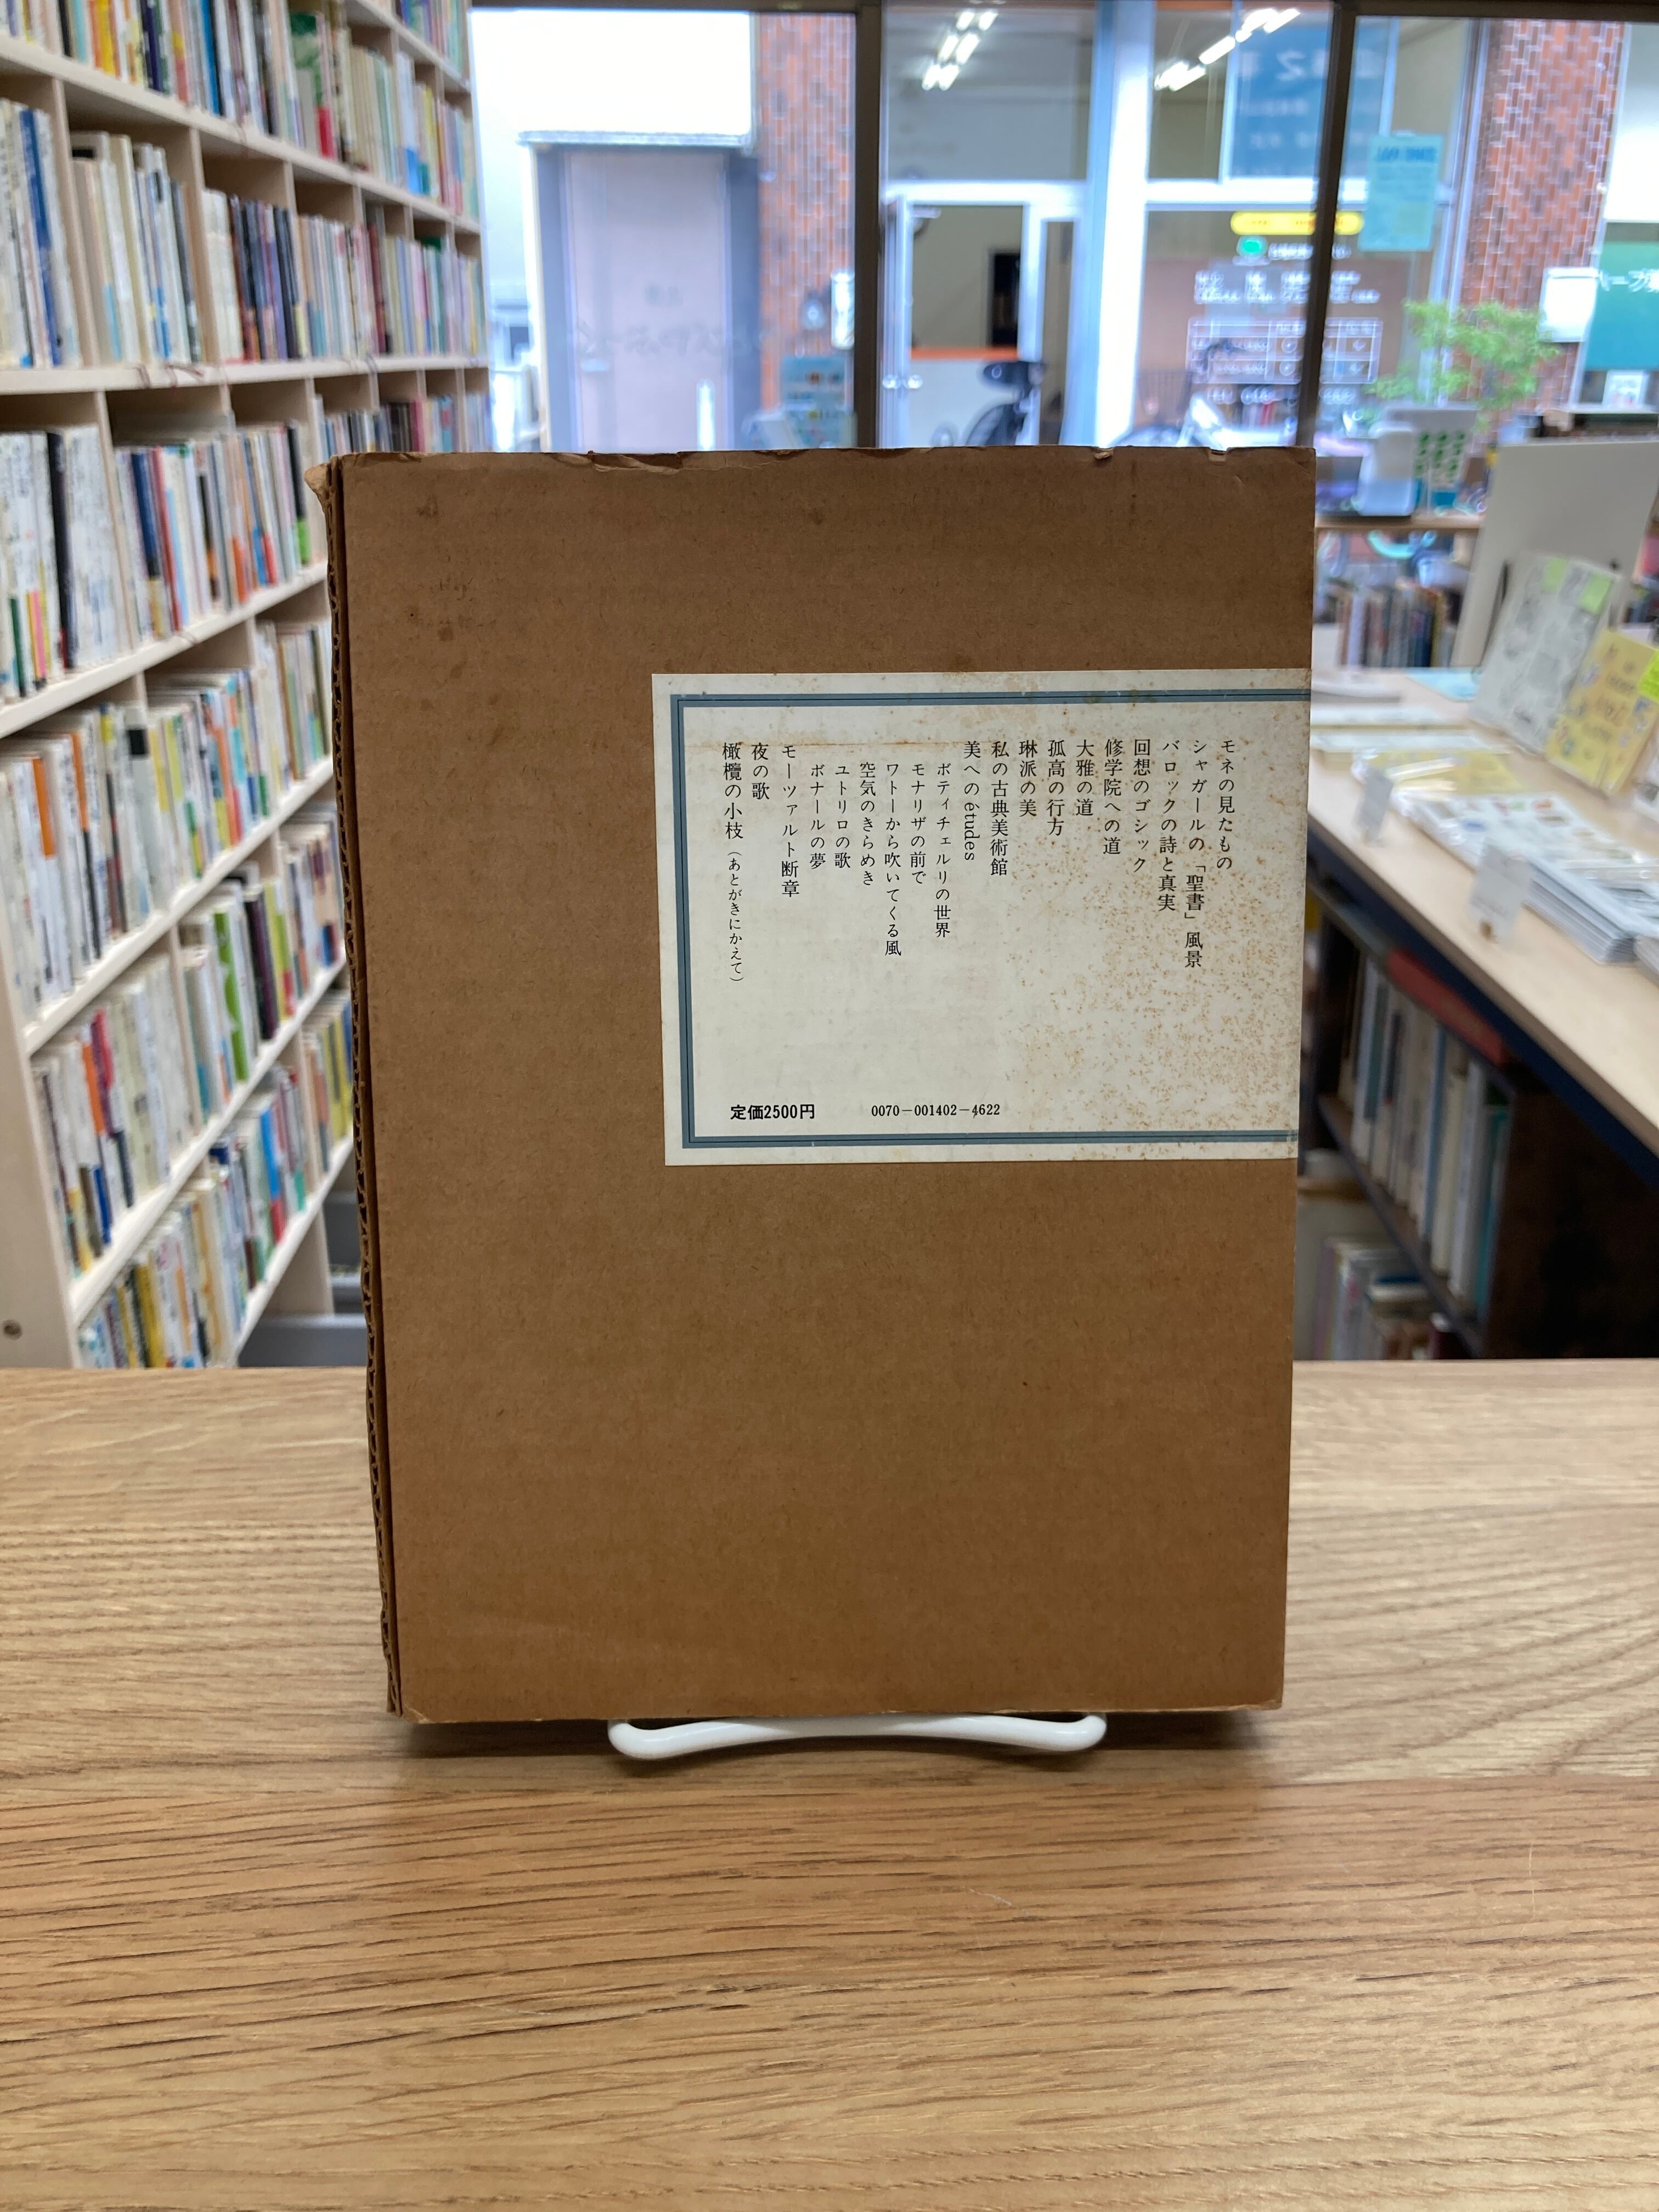 モネの見たもの
シャガールの「聖書」風景
バロックの詩と真実
回想のゴシック
修学院への道
大雅の道
孤高の行方
琳派の美
私の古典美術館
美へのétudes
ボティチェルリの世界
モナリザの前で
ワトーから吹いてくる風
空気のきらめき
ユトリロの歌
ボナールの夢
モーツァルト断章
夜の歌
橄欖の小枝（あとがきにかえて）
定価2500円
0070−001402−4622